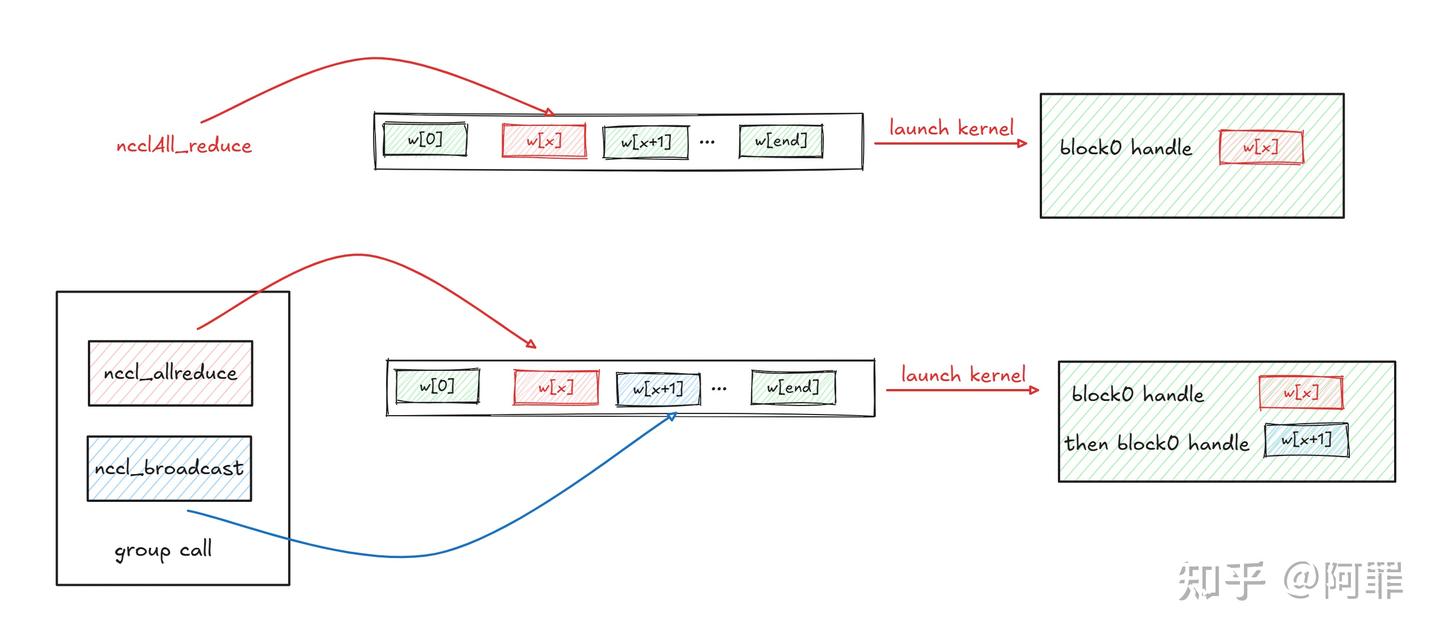 ncclAll_reduce
w[0] w[x] w[x+1] ... w[end]
launch kernel
block0 handle w[x]
nccl_allreduce
nccl_broadcast
group call
w[0] w[x] w[x+1] ... w[end]
launch kernel
block0 handle w[x]
then block0 handle w[x+1]
知乎 @阿罪